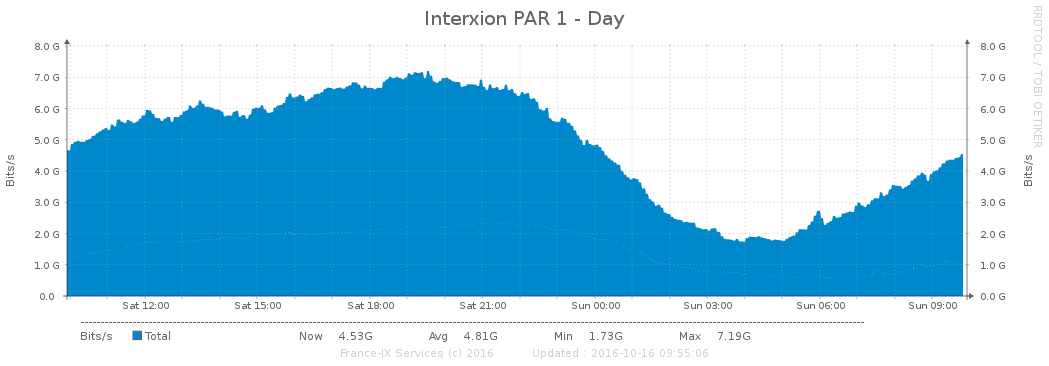 Interxion PAR 1 - Day
RRDTOOL / TOBI OETIKER
Bits/s
8.0 G
7.0 G
6.0 G
5.0 G
4.0 G
3.0 G
2.0 G
1.0 G
0.0
8.0 G
7.0 G
6.0 G
5.0 G
4.0 G
3.0 G
2.0 G
1.0 G
0.0 G
Bits/s
Sat 12:00 Sat 15:00 Sat 18:00 Sat 21:00 Sun 00:00 Sun 03:00 Sun 06:00 Sun 09:00
Bits/s Total Now 4.53G Avg 4.81G Min 1.73G Max 7.19G
France-IX Services (c) 2016 Updated : 2016-10-16 09:55:06